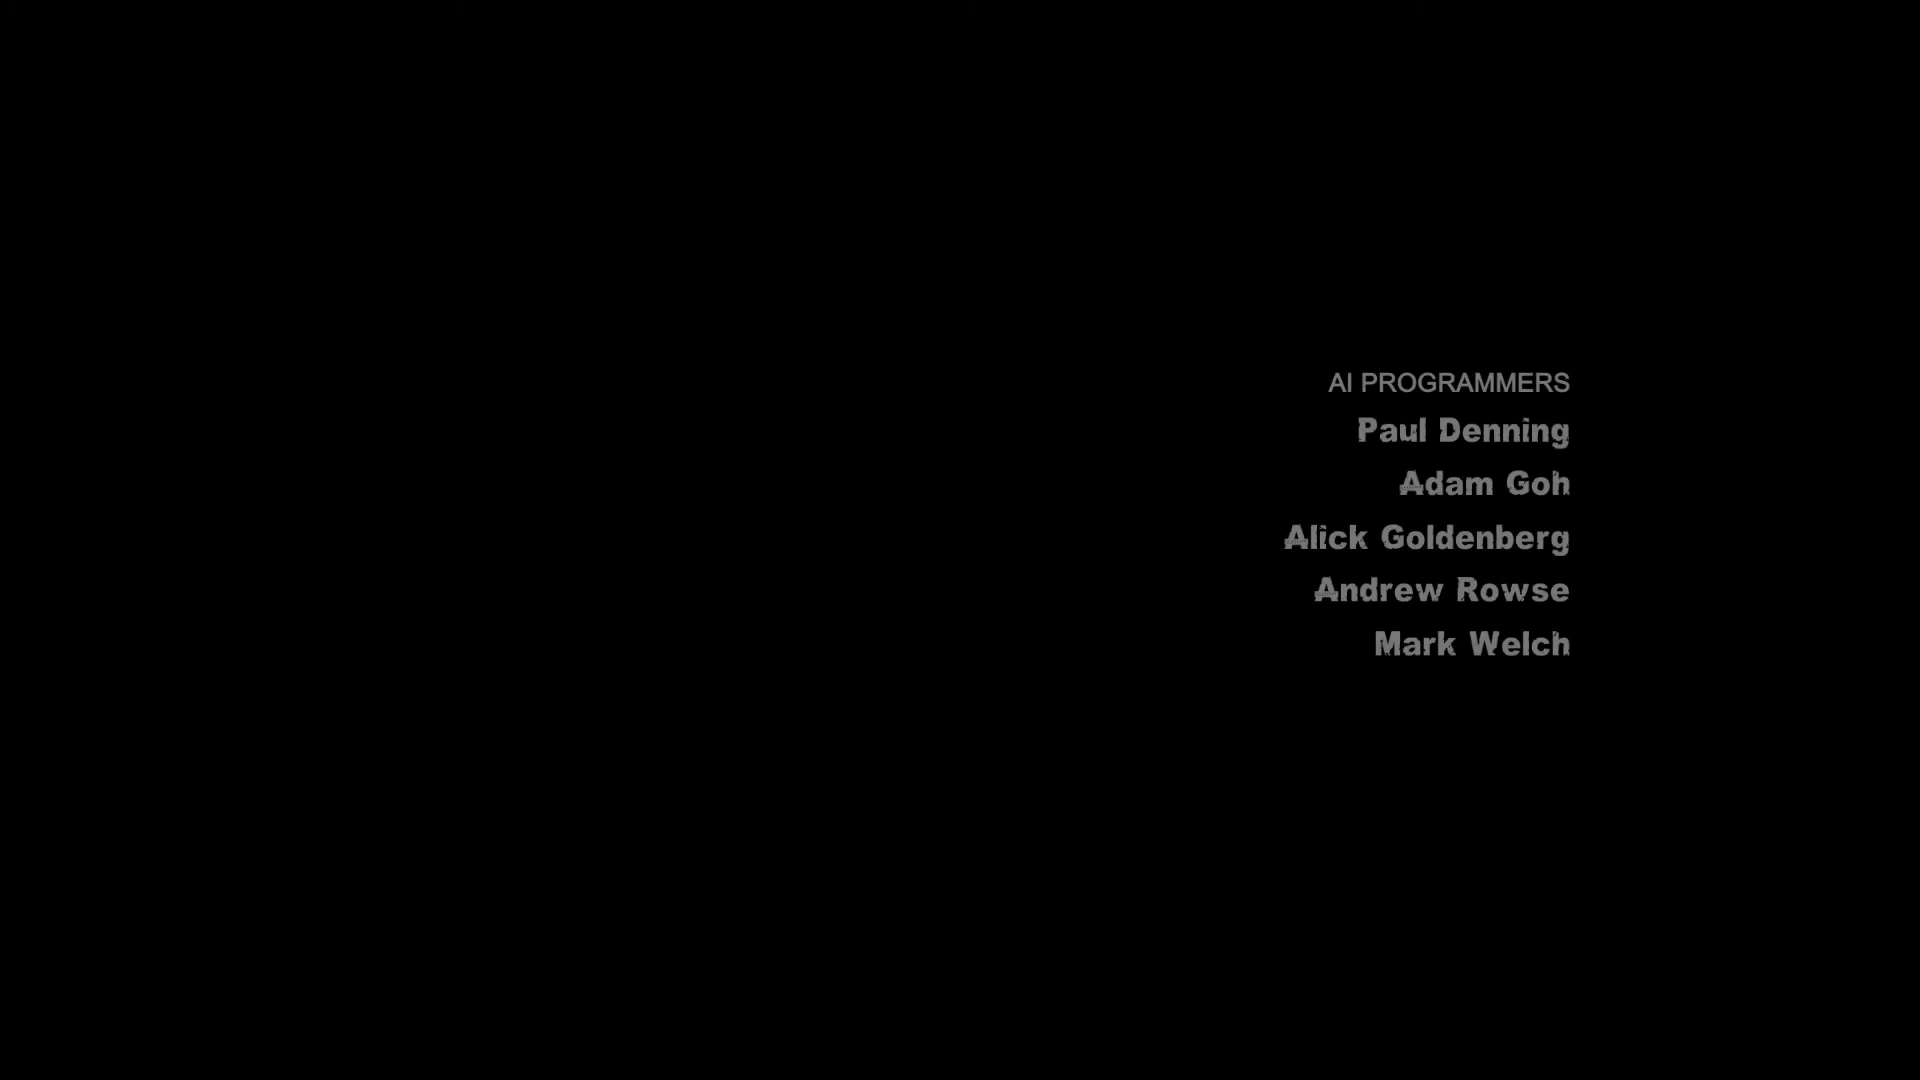 AI PROGRAMMERS
Paul Denning
Adam Goh
Alick Goldenberg
Andrew Rowse
Mark Welch